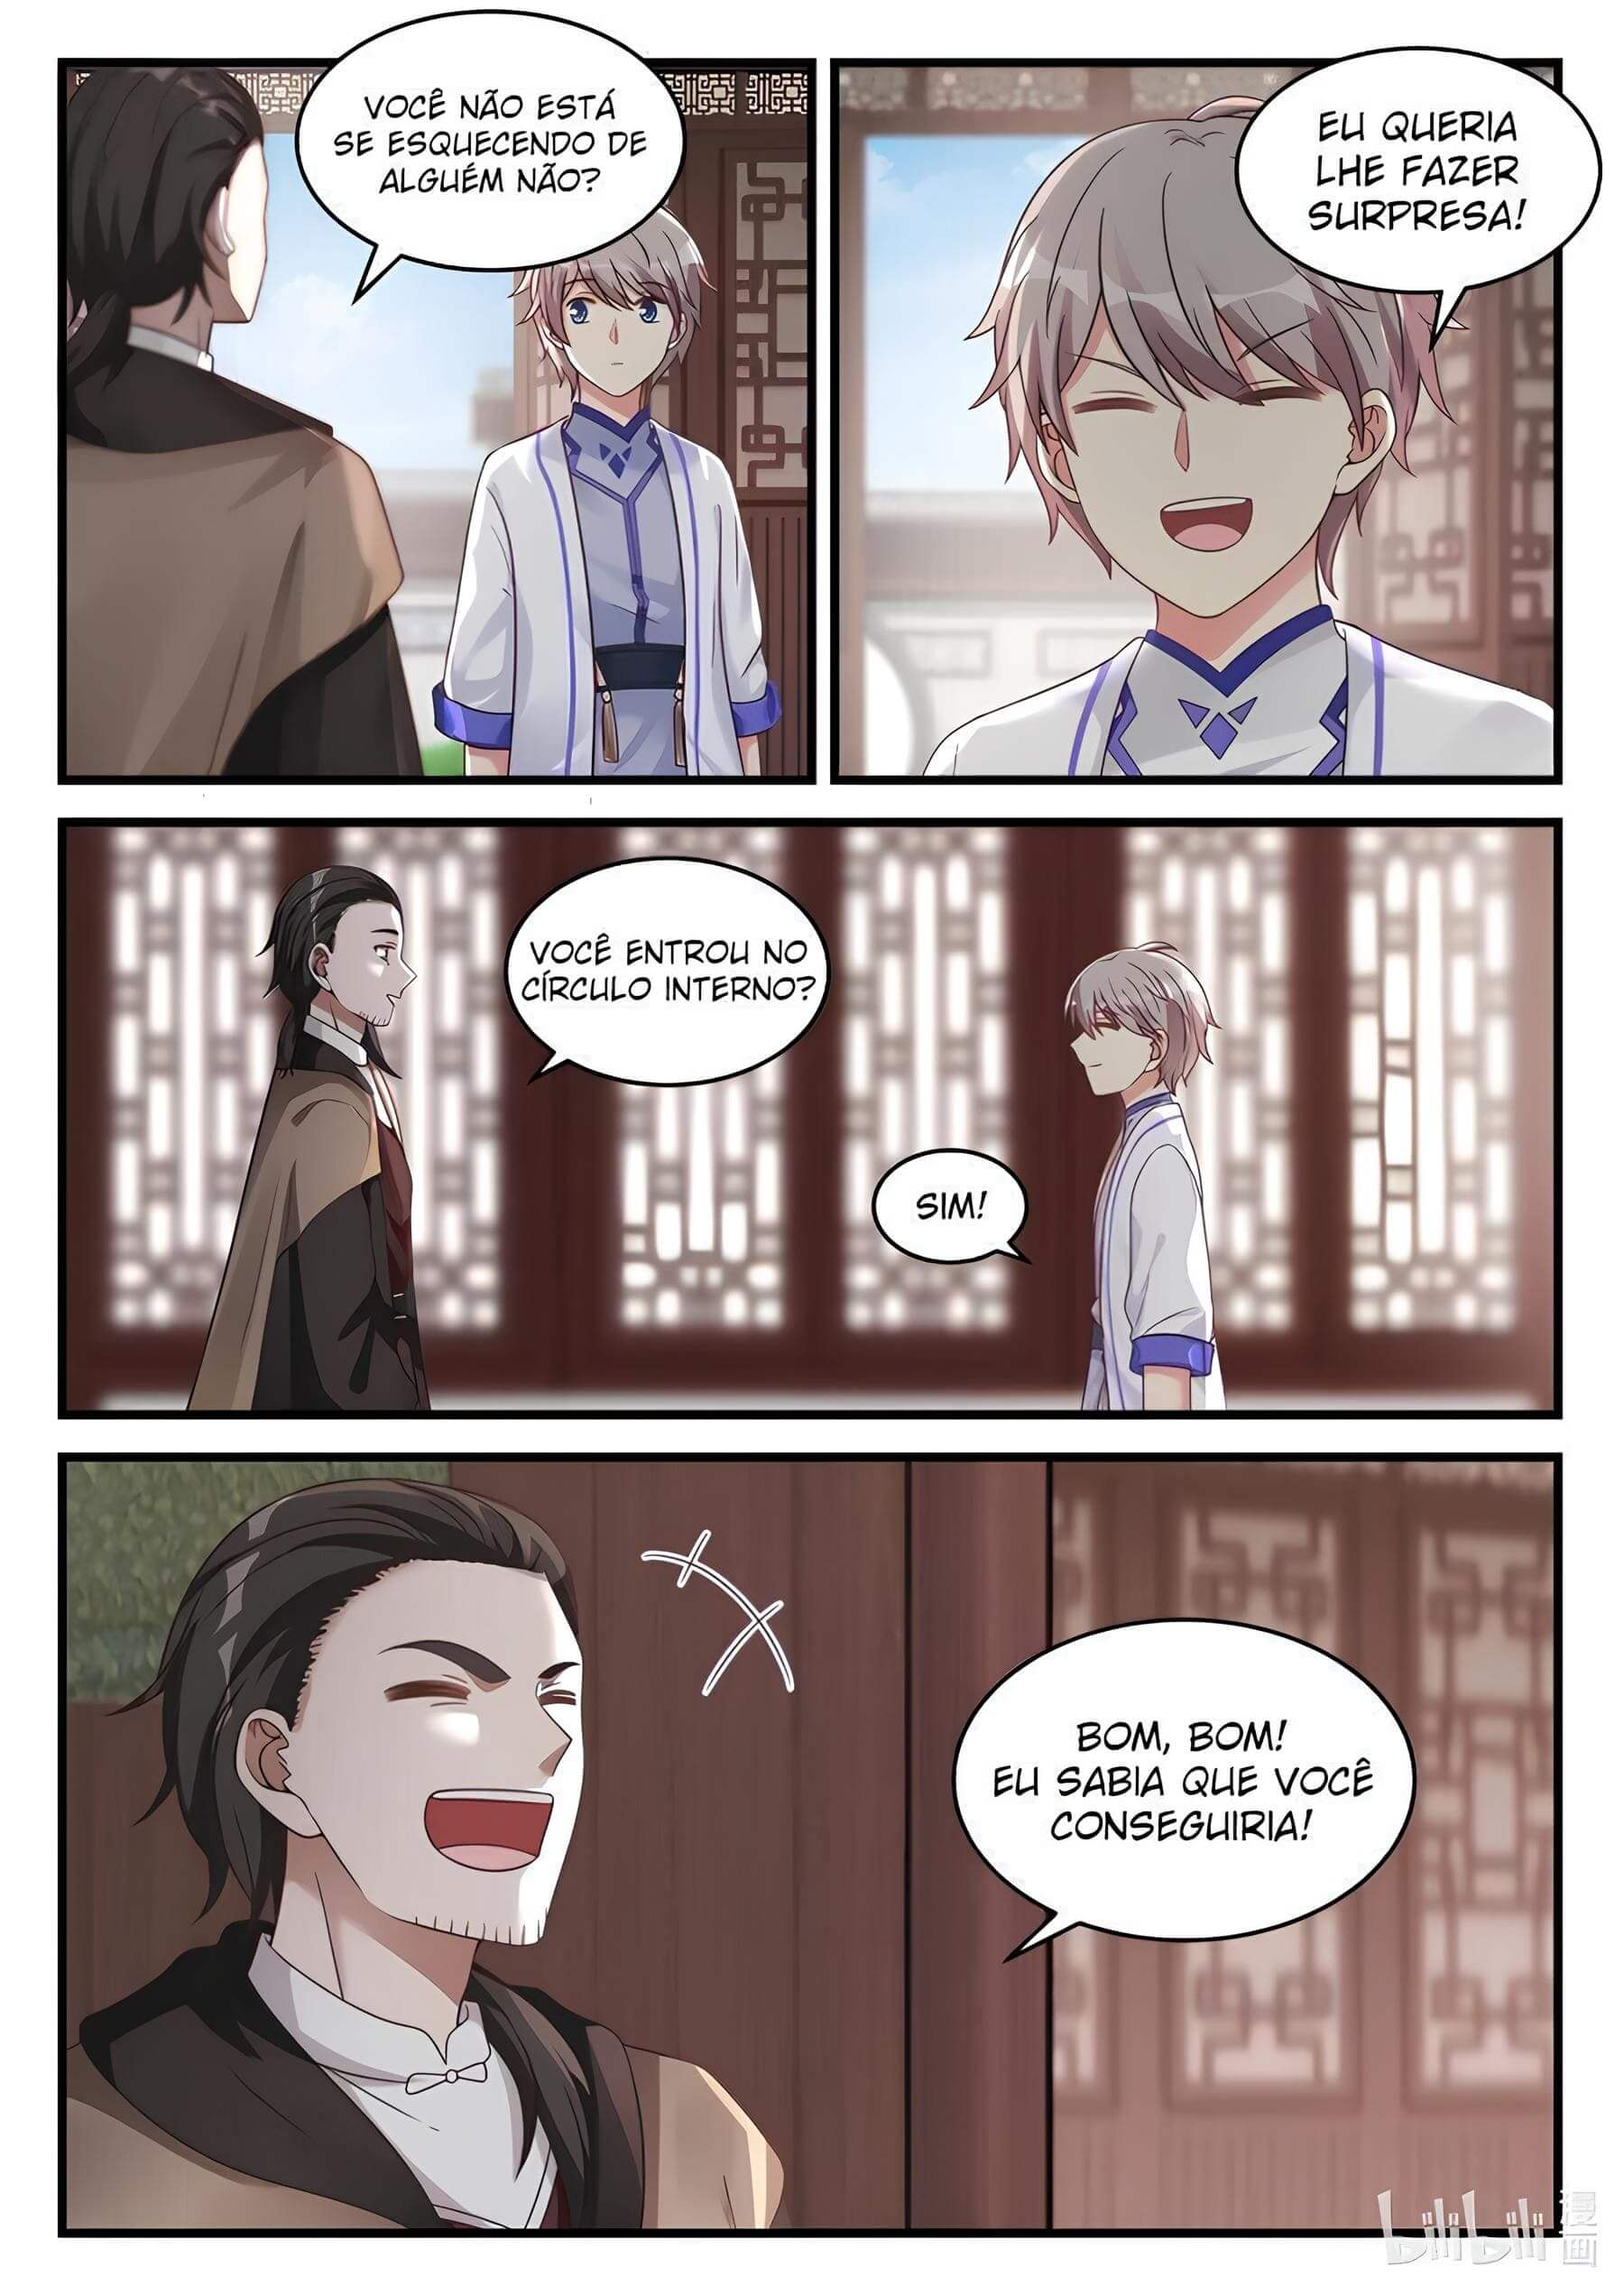 VOCÊ NÃO ESTÁ
SE ESQUECENDO DE
ALGUÉM NÃO?
EU QUERIA
LHE FAZER
SURPRESA!
VOCÊ ENTROU NO
CÍRCULO INTERNO?
SIM!
BOM, BOM!
EU SABIA QUE VOCÊ
CONSEGUIRIA!
bilibili 漫画